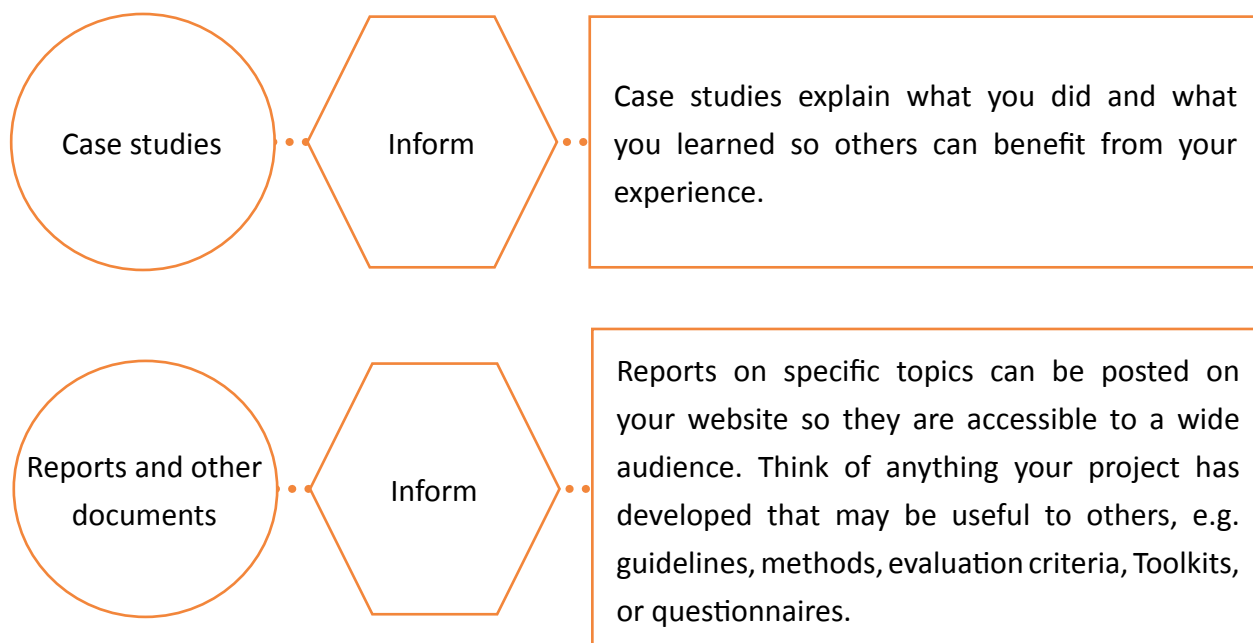 Case studies
Inform
Case studies explain what you did and what
you learned so others can benefit from your
experience.
Reports and other
documents
Inform
Reports on specific topics can be posted on
your website so they are accessible to a wide
audience. Think of anything your project has
developed that may be useful to others, e.g.
guidelines, methods, evaluation criteria, Toolkits,
or questionnaires.